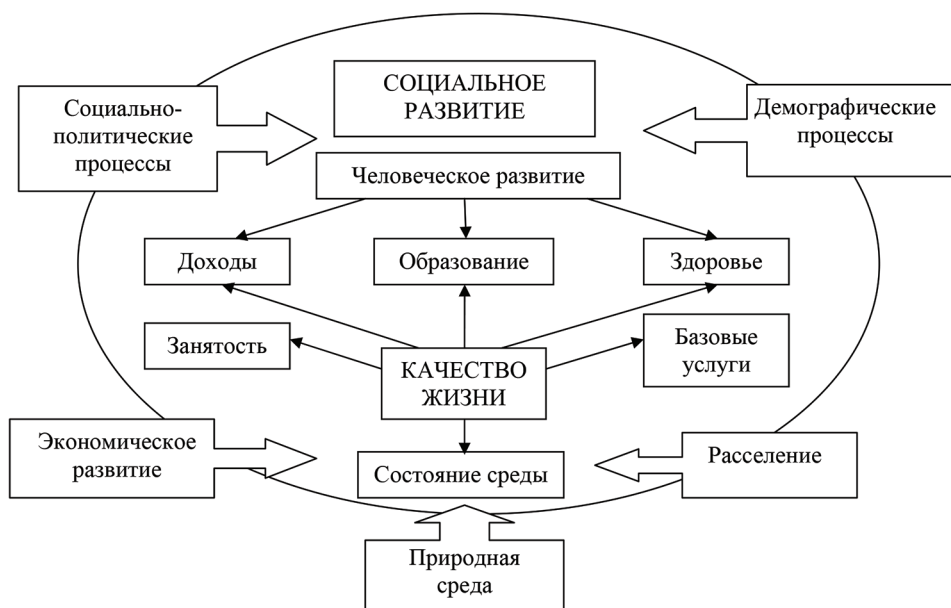 СОЦИАЛЬНОЕ
РАЗВИТИЕ
Социально-
политические
процессы
Демографические
процессы
Человеческое развитие
Доходы
Образование
Здоровье
Занятость
КАЧЕСТВО
ЖИЗНИ
Базовые
услуги
Экономическое
развитие
Состояние среды
Расселение
Природная
среда